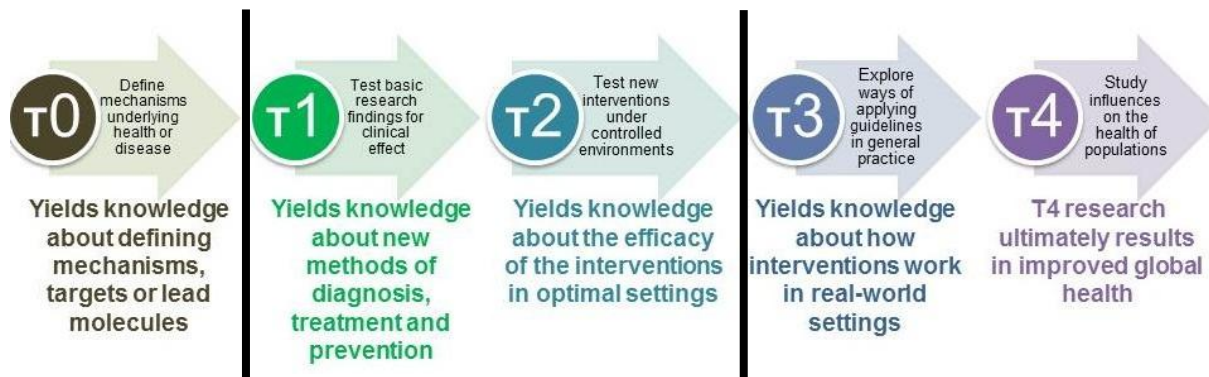 T0
Define
mechanisms
underlying
health or
disease
Yields knowledge
about defining
mechanisms,
targets or lead
molecules
T1
Test basic
research
findings for
clinical
effect
Yields knowledge
about new
methods of
diagnosis,
treatment and
prevention
T2
Test new
interventions
under
controlled
environments
Yields knowledge
about the efficacy
of the interventions
in optimal settings
T3
Explore
ways of
applying
guidelines
in general
practice
Yields knowledge
about how
interventions work
in real-world
settings
T4
Study
influences
on the
health of
populations
T4 research
ultimately results
in improved global
health